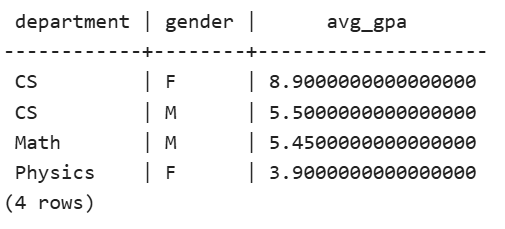 department | gender | avg_gpa
------------+--------+--------------------
CS | F | 8.9000000000000000
CS | M | 5.5000000000000000
Math | M | 5.4500000000000000
Physics | F | 3.9000000000000000
(4 rows)